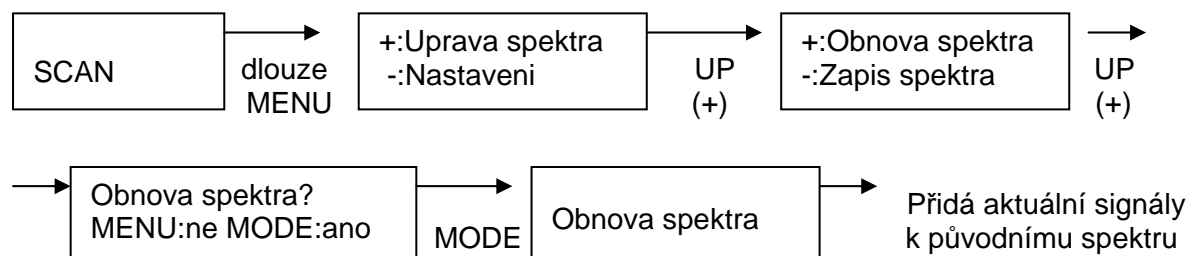 SCAN
dlouze
MENU
+:Uprava spektra
-:Nastaveni
UP
(+)
+:Obnova spektra
-:Zapis spektra
UP
(+)
Obnova spektra?
MENU:ne MODE:ano
MODE
Obnova spektra
Přidá aktuální signály
k původnímu spektru